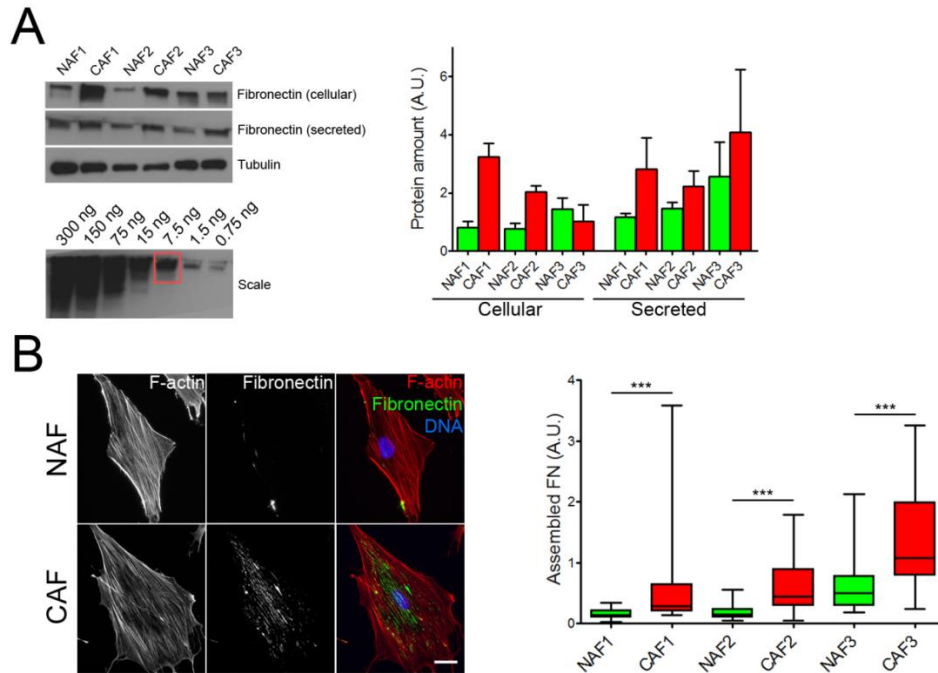 A
NAF1 CAF1 NAF2 CAF2 NAF3 CAF3
Fibronectin (cellular)
Fibronectin (secreted)
Tubulin
300 ng 150 ng 75 ng 15 ng 7.5 ng 1.5 ng 0.75 ng
Scale
Protein amount (A.U.)
6
4
2
0
NAF1 CAF1 NAF2 CAF2 NAF3 CAF3 NAF1 CAF1 NAF2 CAF2 NAF3 CAF3
Cellular Secreted
B
F-actin Fibronectin F-actin
Fibronectin
DNA
NAF
CAF
Assembled FN (A.U.)
4
3
2
1
0
*** *** ***
NAF1 CAF1 NAF2 CAF2 NAF3 CAF3